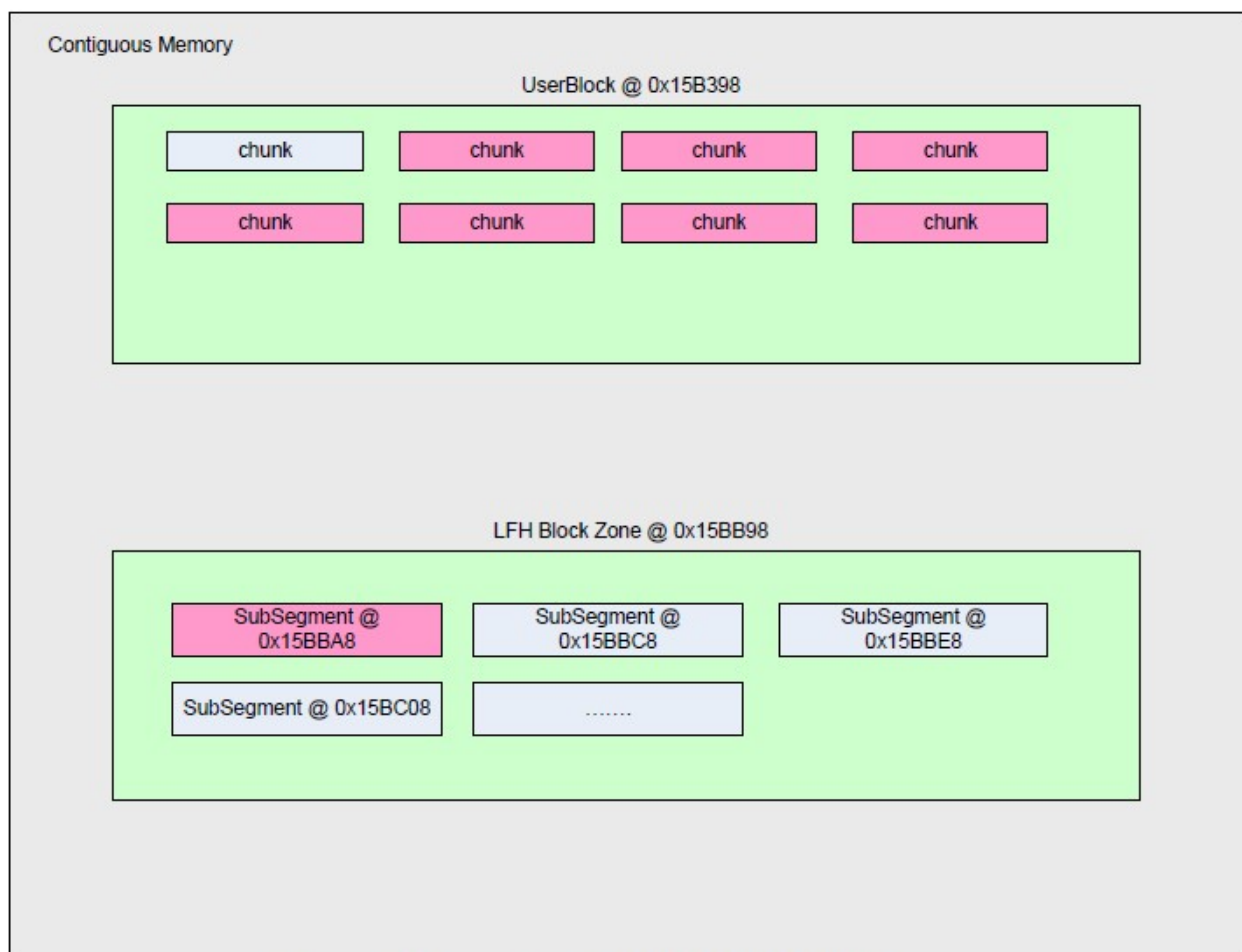 Contiguous Memory
UserBlock @ 0x15B398
chunk chunk chunk chunk
chunk chunk chunk chunk
LFH Block Zone @ 0x15BB98
SubSegment @
0x15BBA8
SubSegment @
0x15BBC8
SubSegment @
0x15BBE8
SubSegment @ 0x15BC08
.......